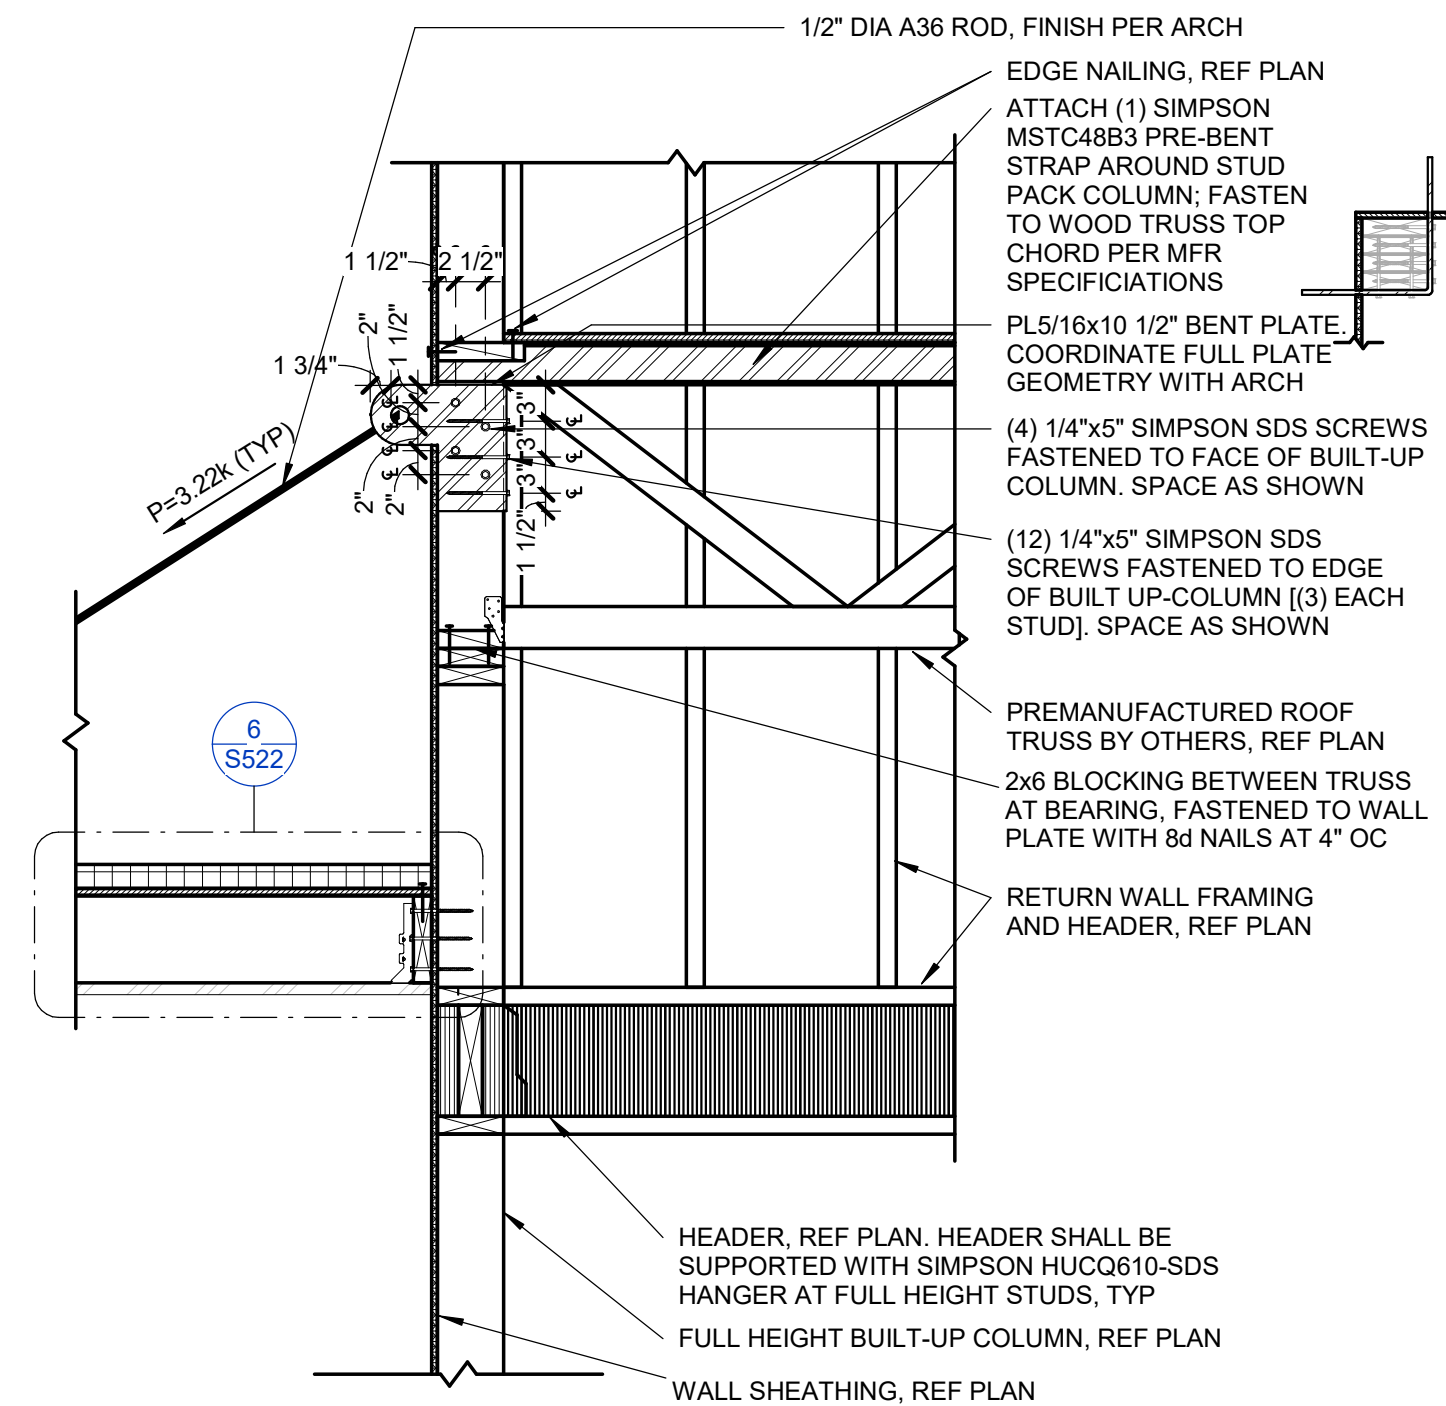 1/2" DIA A36 ROD, FINISH PER ARCH
EDGE NAILING, REF PLAN
ATTACH (1) SIMPSON
MSTC48B3 PRE-BENT
STRAP AROUND STUD
PACK COLUMN; FASTEN
TO WOOD TRUSS TOP
CHORD PER MFR
SPECIFICIATIONS
1 1/2"
2 1/2"
2"
1 1/2"
1 3/4"
PL5/16x10 1/2" BENT PLATE.
COORDINATE FULL PLATE
GEOMETRY WITH ARCH
3"
3"
3"
1 1/2"
2"
2"
P=3.22k (TYP)
(4) 1/4"x5" SIMPSON SDS SCREWS
FASTENED TO FACE OF BUILT-UP
COLUMN. SPACE AS SHOWN
(12) 1/4"x5" SIMPSON SDS
SCREWS FASTENED TO EDGE
OF BUILT UP-COLUMN [(3) EACH
STUD]. SPACE AS SHOWN
PREMANUFACTURED ROOF
TRUSS BY OTHERS, REF PLAN
6
S522
2x6 BLOCKING BETWEEN TRUSS
AT BEARING, FASTENED TO WALL
PLATE WITH 8d NAILS AT 4" OC
RETURN WALL FRAMING
AND HEADER, REF PLAN
HEADER, REF PLAN. HEADER SHALL BE
SUPPORTED WITH SIMPSON HUCQ610-SDS
HANGER AT FULL HEIGHT STUDS, TYP
FULL HEIGHT BUILT-UP COLUMN, REF PLAN
WALL SHEATHING, REF PLAN